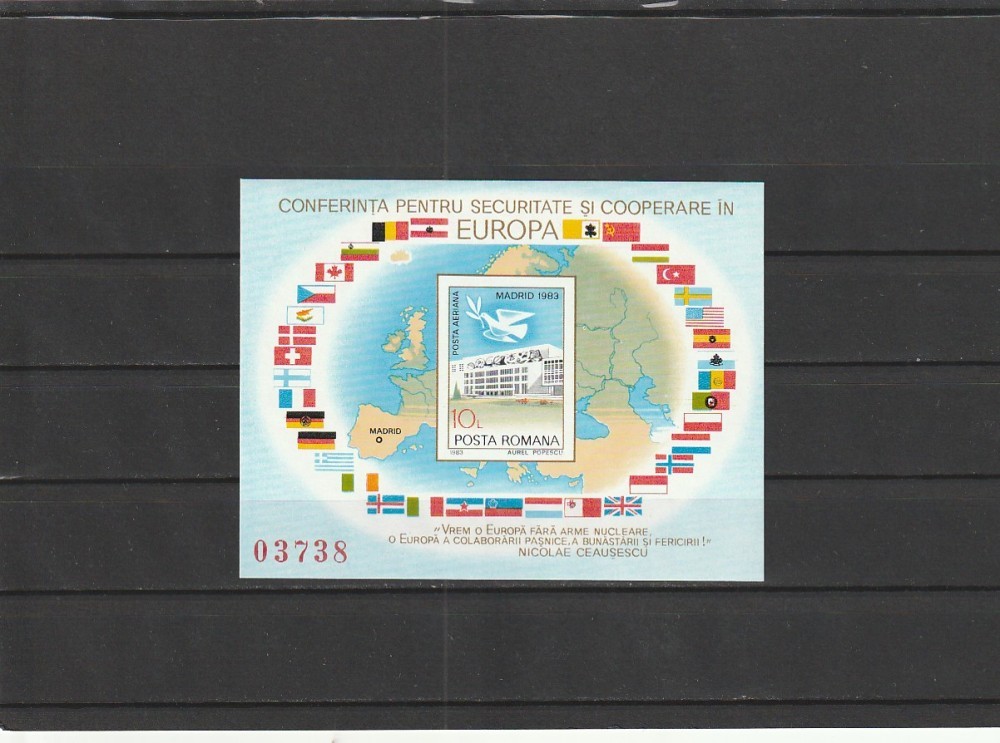 CONFERINȚA PENTRU SECURITATE ȘI COOPERARE ÎN
EUROPA
MADRID 1983
POSTA AERIANA
10L
POSTA ROMANA
1983 AUREL POPESCU
MADRID
"VREM O EUROPĂ FĂRĂ ARME NUCLEARE,
O EUROPĂ A COLABORĂRII PAȘNICE, A BUNĂSTĂRII ȘI FERICIRII!"
NICOLAE CEAUȘESCU
03738